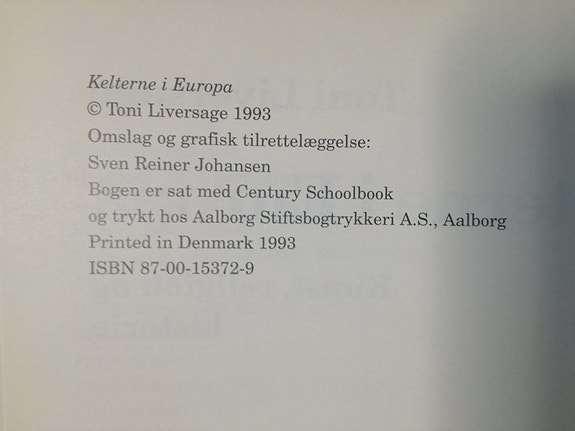 Kelterne i Europa
© Toni Liversage 1993
Omslag og grafisk tilrettelæggelse:
Sven Reiner Johansen
Bogen er sat med Century Schoolbook
og trykt hos Aalborg Stiftsbogtrykkeri A.S., Aalborg
Printed in Denmark 1993
ISBN 87-00-15372-9